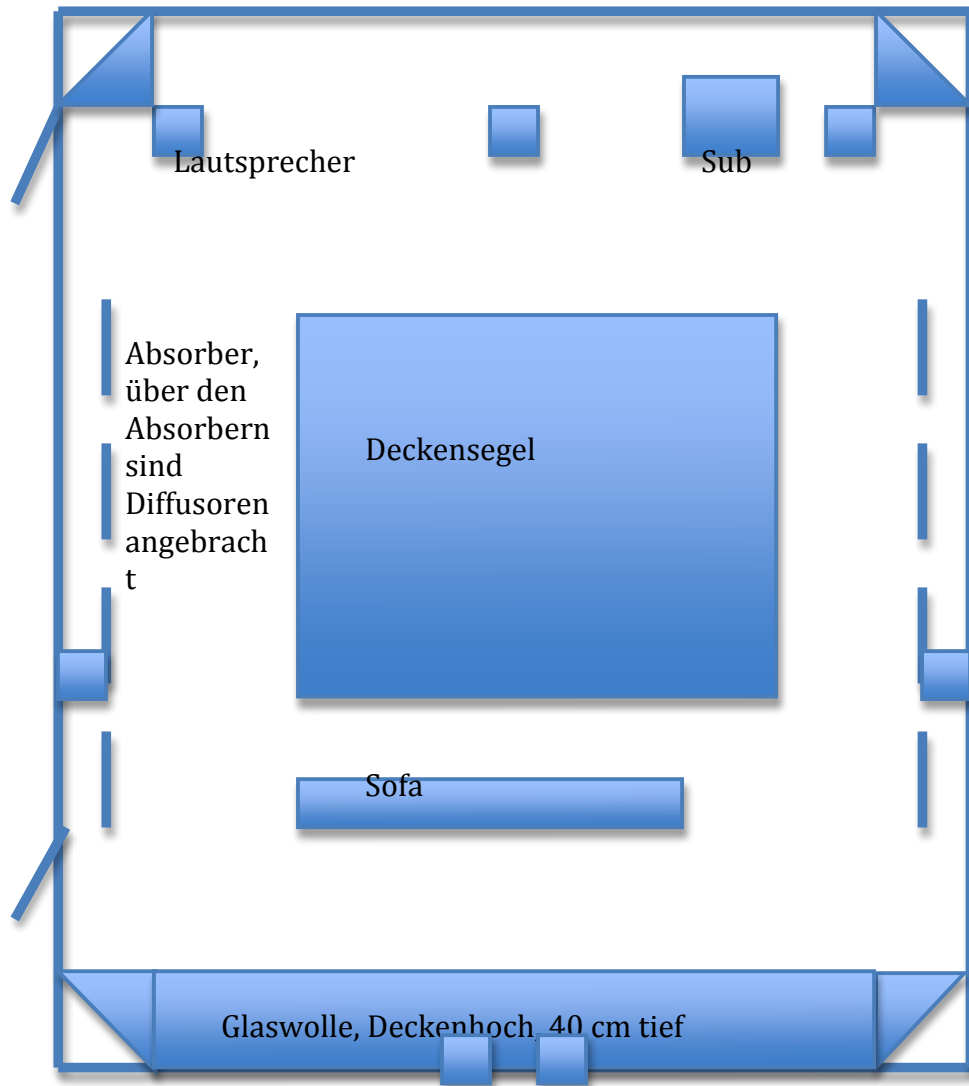 Lautsprecher
Sub
Absorber,
über den
Absorbern
sind
Diffusoren
angebrach
t
Deckensegel
Sofa
Glaswolle, Deckenhoch, 40 cm tief